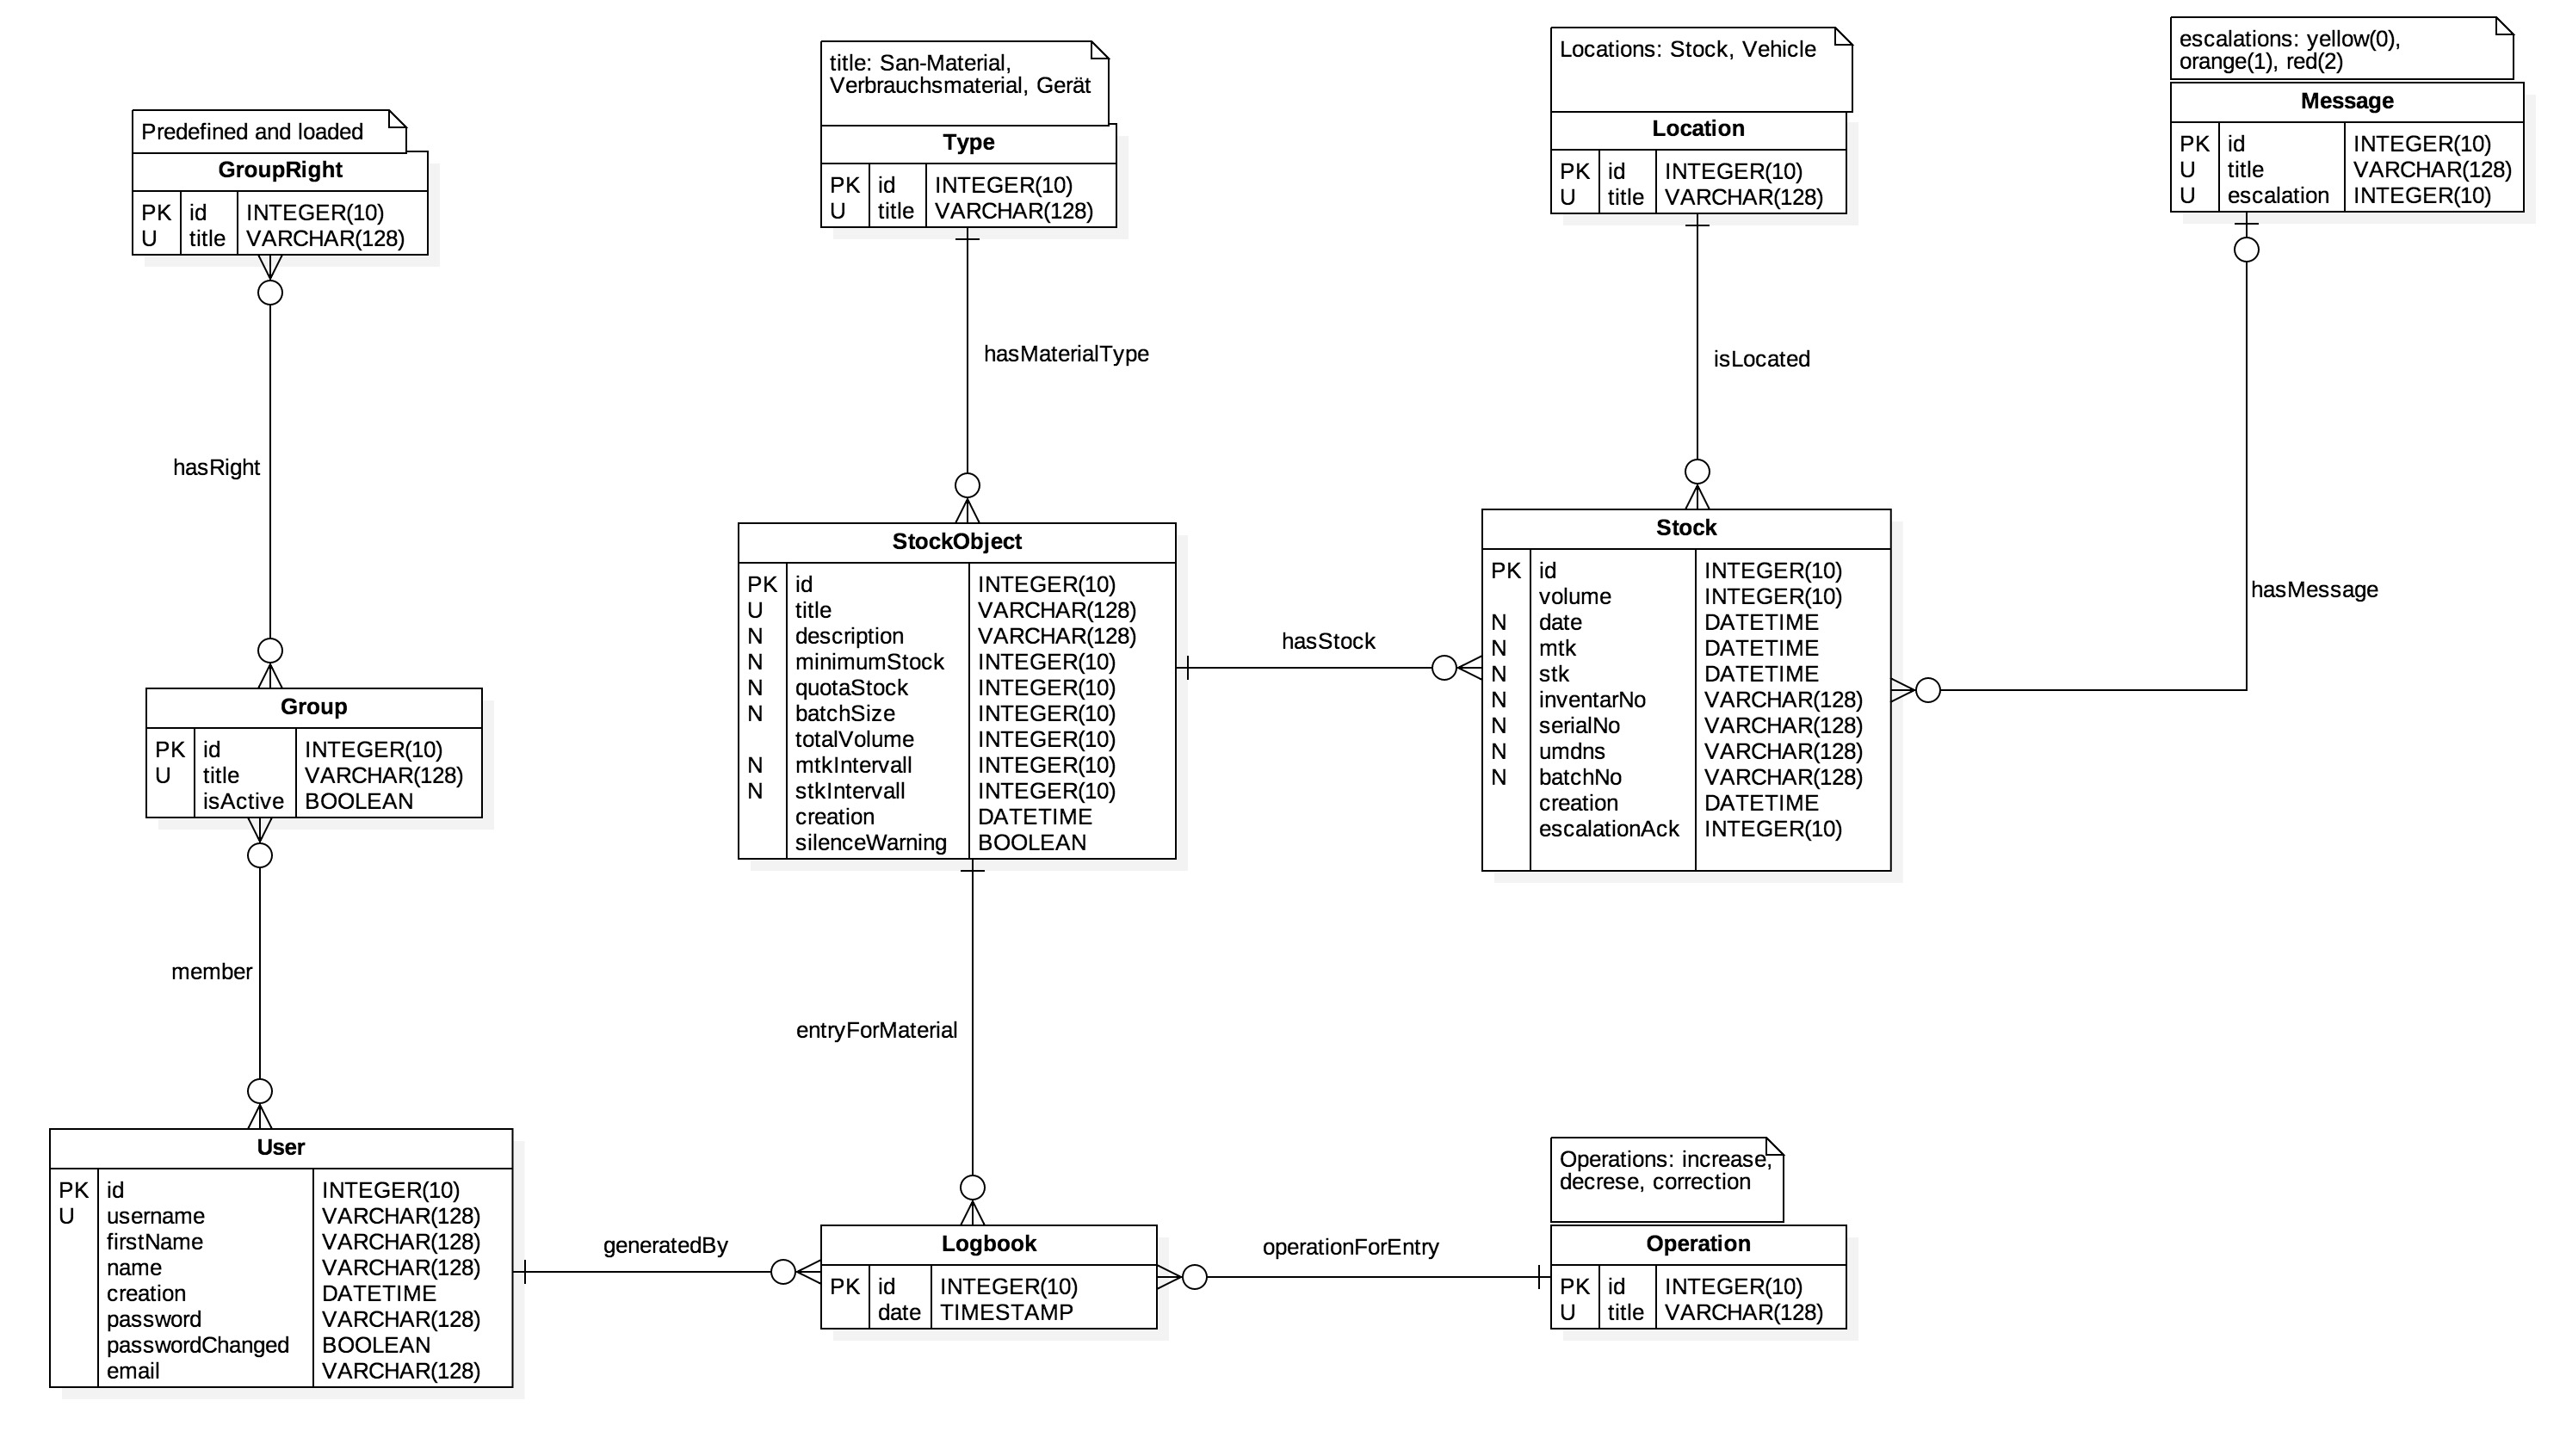 Predefined and loaded
GroupRight
PK id INTEGER(10)
U title VARCHAR(128)
title: San-Material,
Verbrauchsmaterial, Gerät
Type
PK id INTEGER(10)
U title VARCHAR(128)
Locations: Stock, Vehicle
Location
PK id INTEGER(10)
U title VARCHAR(128)
escalations: yellow(0),
orange(1), red(2)
Message
PK id INTEGER(10)
U title VARCHAR(128)
U escalation INTEGER(10)
hasRight
hasMaterialType
isLocated
hasMessage
Group
PK id INTEGER(10)
U title VARCHAR(128)
isActive BOOLEAN
StockObject
PK id INTEGER(10)
U title VARCHAR(128)
N description VARCHAR(128)
N minimumStock INTEGER(10)
N quotaStock INTEGER(10)
N batchSize INTEGER(10)
totalVolume INTEGER(10)
N mtkIntervall INTEGER(10)
N stkIntervall INTEGER(10)
creation DATETIME
silenceWarning BOOLEAN
hasStock
Stock
PK id INTEGER(10)
volume INTEGER(10)
N date DATETIME
N mtk DATETIME
N stk DATETIME
N inventarNo VARCHAR(128)
N serialNo VARCHAR(128)
N umdns VARCHAR(128)
N batchNo VARCHAR(128)
creation DATETIME
escalationAck INTEGER(10)
member
entryForMaterial
User
PK id INTEGER(10)
U username VARCHAR(128)
firstName VARCHAR(128)
name VARCHAR(128)
creation DATETIME
password VARCHAR(128)
passwordChanged BOOLEAN
email VARCHAR(128)
generatedBy
Logbook
PK id INTEGER(10)
date TIMESTAMP
operationForEntry
Operations: increase,
decrese, correction
Operation
PK id INTEGER(10)
U title VARCHAR(128)